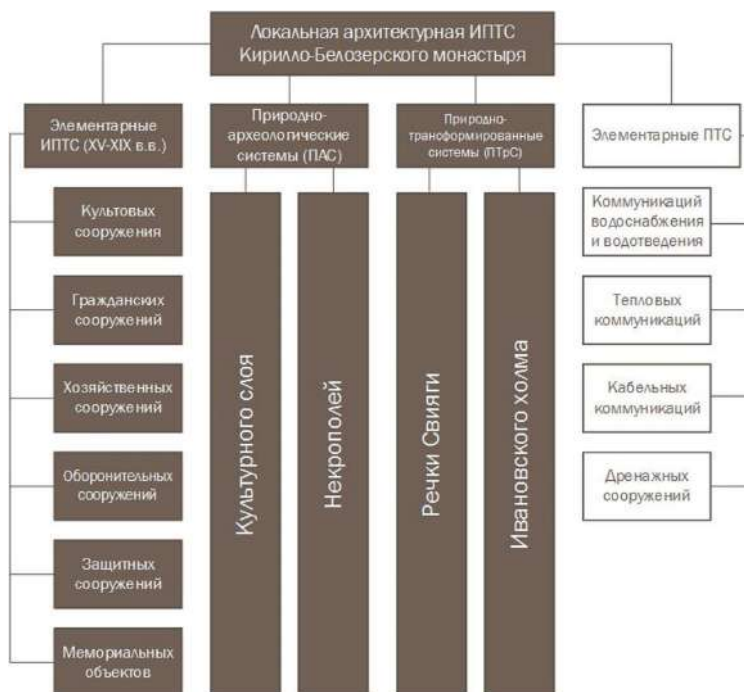 Локальная архитектурная ИПТС
Кирилло-Белозерского монастыря
Элементарные
ИПТС (XV-XIX в.в.)
Природно-
археологические
системы (ПАС)
Природно-
трансформированные
системы (ПТрС)
Элементарные ПТС
Культовых
сооружения
Гражданских
сооружений
Хозяйственных
сооружений
Оборонительных
сооружений
Защитных
сооружений
Мемориальных
объектов
Культурного слоя
Некрополей
Речки Свияги
Ивановского холма
Коммуникаций
водоснабжения
и водотведения
Тепловых
коммуникаций
Кабельных
коммуникаций
Дренажных
сооружений